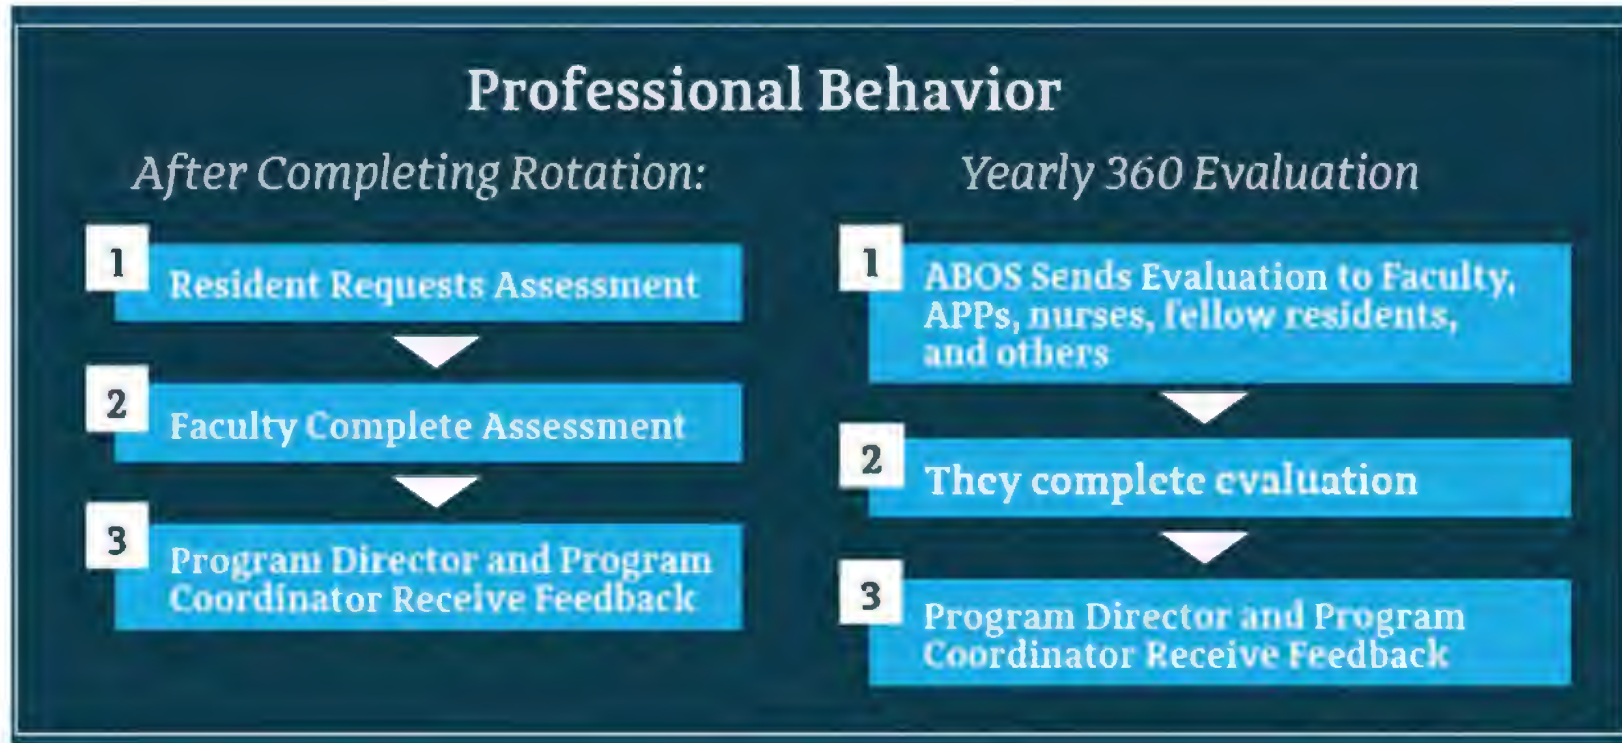 Professional Behavior
After Completing Rotation:
1
Resident Requests Assessment
2
Faculty Complete Assessment
3
Program Director and Program
Coordinator Receive Feedback
Yearly 360 Evaluation
1
ABOS Sends Evaluation to Faculty,
APPs, nurses, fellow residents,
and others
2
They complete evaluation
3
Program Director and Program
Coordinator Receive Feedback